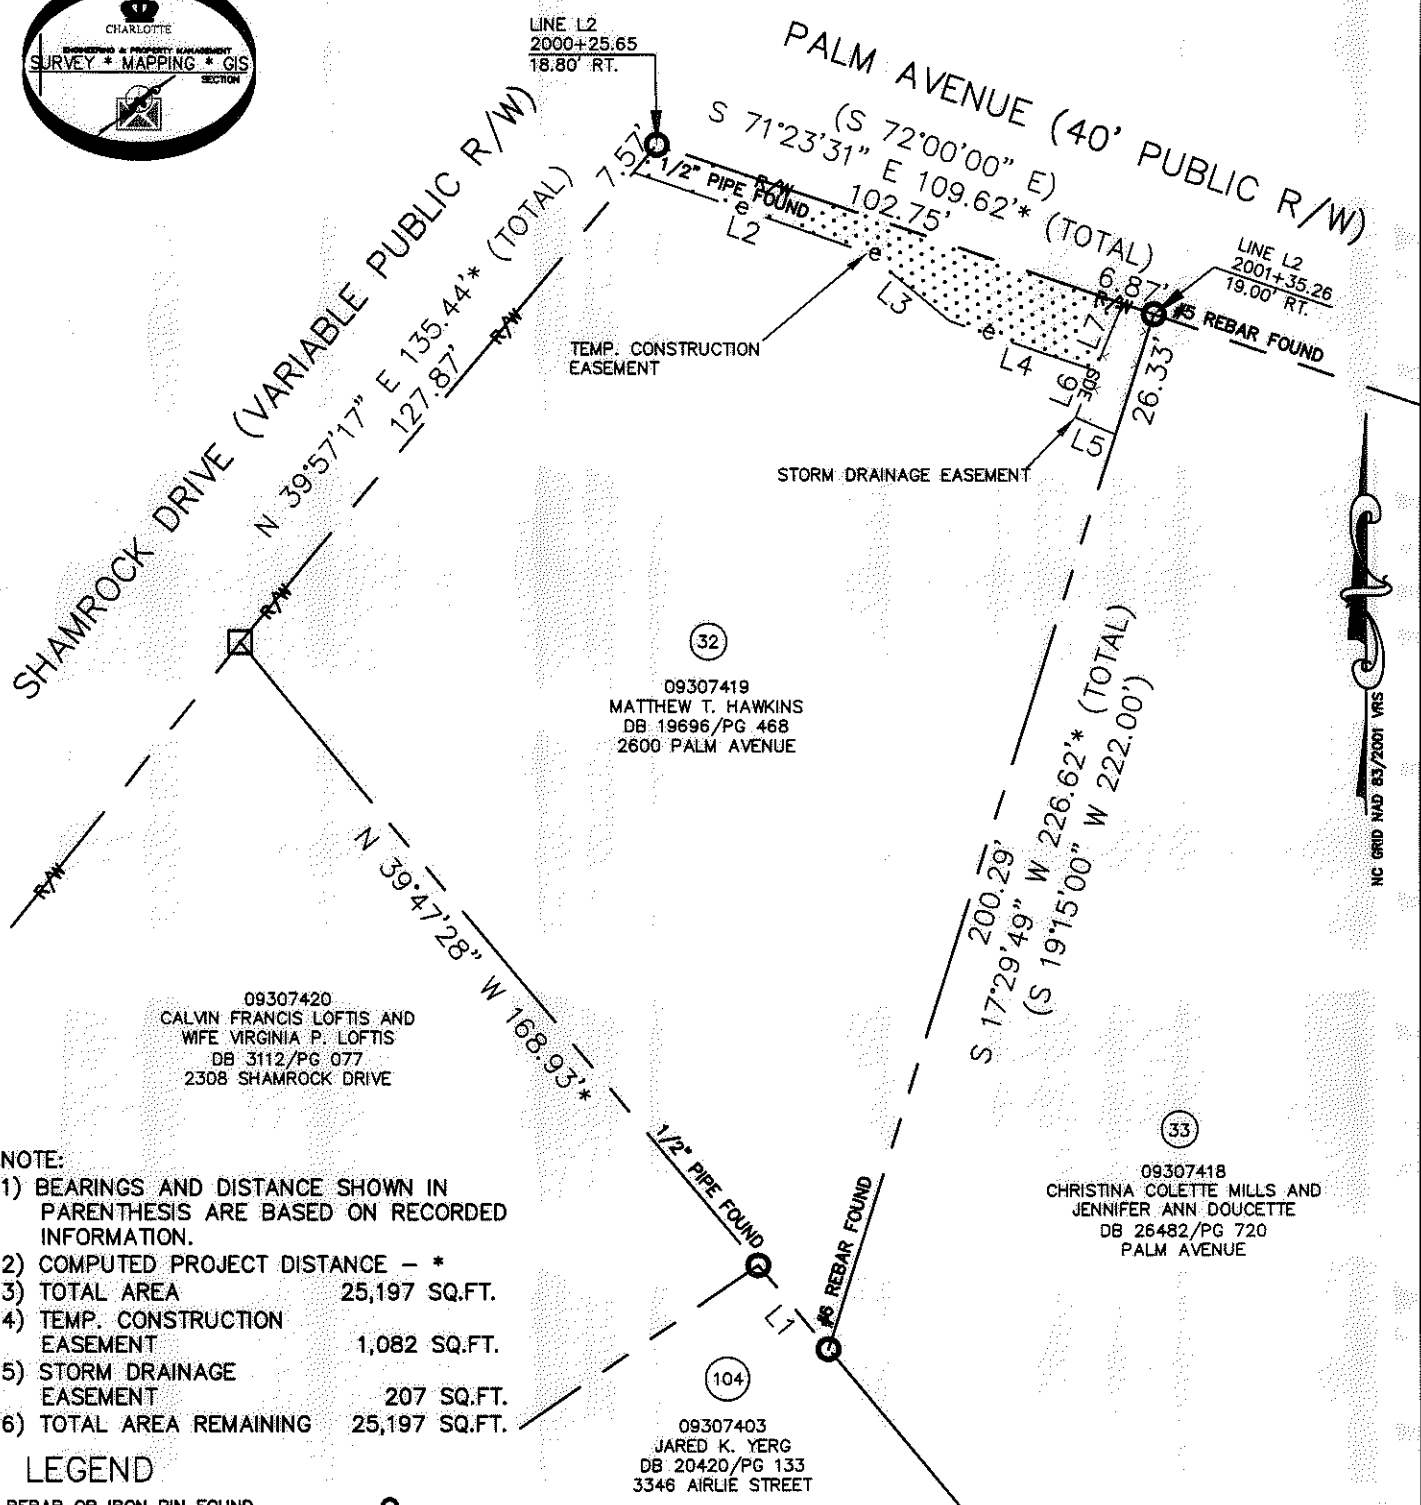 CHARLOTTE
ENGINEERING & PROPERTY MANAGEMENT
SURVEY * MAPPING * GIS
SECTION
LINE L2
2000+25.65
18.80' RT.
PALM AVENUE (40' PUBLIC R/W)
(S 72°00'00" E)
S 71°23'31" E 109.62'* (TOTAL)
102.75'
7.57'
1/2" PIPE FOUND
R/W
e
L2
6.87'
R/W
LINE L2
2001+35.26
19.00' RT.
#5 REBAR FOUND
SHAMROCK DRIVE (VARIABLE PUBLIC R/W)
N 39°57'17" E 135.44'* (TOTAL)
127.87'
R/W
R/W
R/W
TEMP. CONSTRUCTION
EASEMENT
e
L3
e
L4
L7
L6
SDE
L5
26.33'
STORM DRAINAGE EASEMENT
32
09307419
MATTHEW T. HAWKINS
DB 19696/PG 468
2600 PALM AVENUE
200.29'
S 17°29'49" W 226.62'* (TOTAL)
(S 19°15'00" W 222.00')
NC GRID NAD 83/2001 VRS
N 39°47'28" W 168.93'*
09307420
CALVIN FRANCIS LOFTIS AND
WIFE VIRGINIA P. LOFTIS
DB 3112/PG 077
2308 SHAMROCK DRIVE
1/2" PIPE FOUND
#6 REBAR FOUND
L1
33
09307418
CHRISTINA COLETTE MILLS AND
JENNIFER ANN DOUCETTE
DB 26482/PG 720
PALM AVENUE
104
09307403
JARED K. YERG
DB 20420/PG 133
3346 AIRLIE STREET
NOTE:
1) BEARINGS AND DISTANCE SHOWN IN
PARENTHESIS ARE BASED ON RECORDED
INFORMATION.
2) COMPUTED PROJECT DISTANCE - *
3) TOTAL AREA 25,197 SQ.FT.
4) TEMP. CONSTRUCTION
EASEMENT 1,082 SQ.FT.
5) STORM DRAINAGE
EASEMENT 207 SQ.FT.
6) TOTAL AREA REMAINING 25,197 SQ.FT.
LEGEND
REBAR OR IRON PIN FOUND